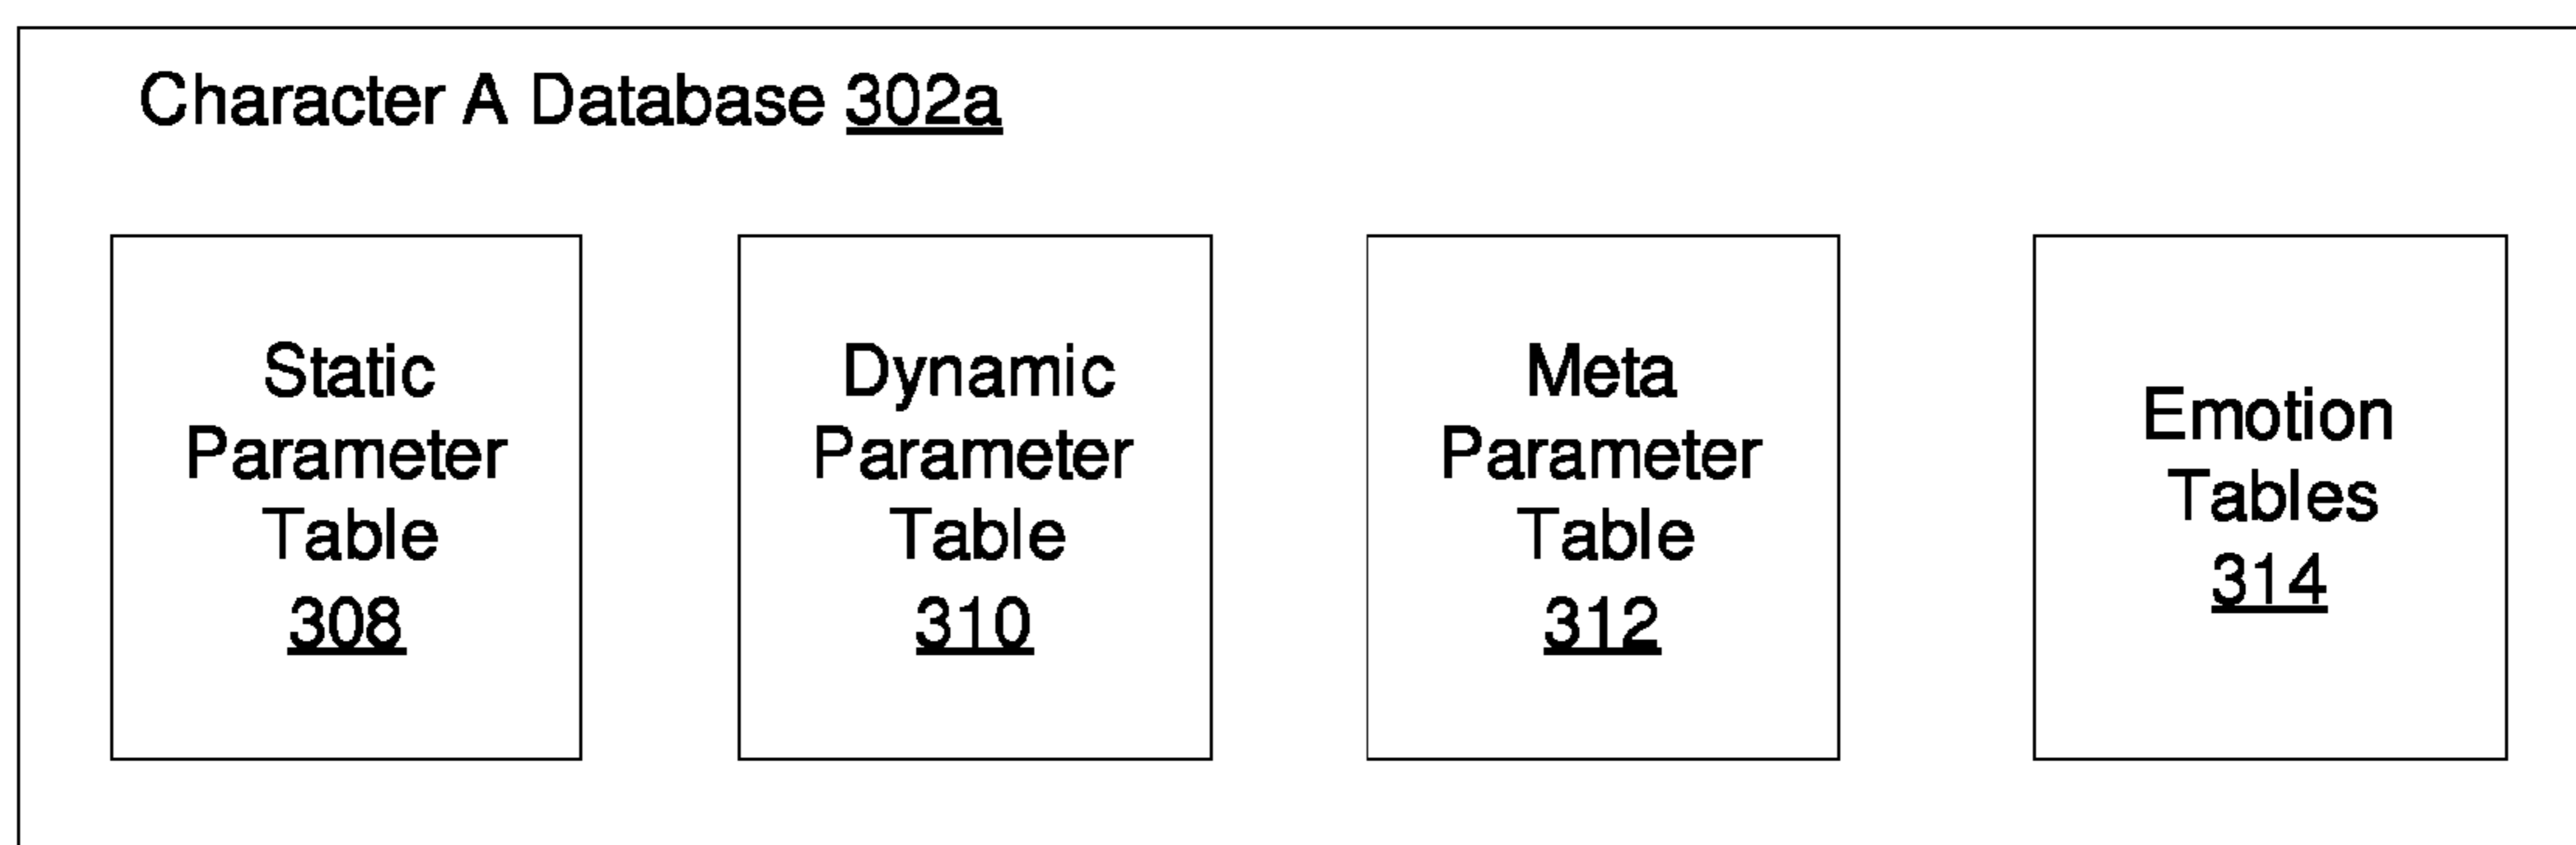 Character A Database 302a
Static
Parameter
Table
308
Dynamic
Parameter
Table
310
Meta
Parameter
Table
312
Emotion
Tables
314